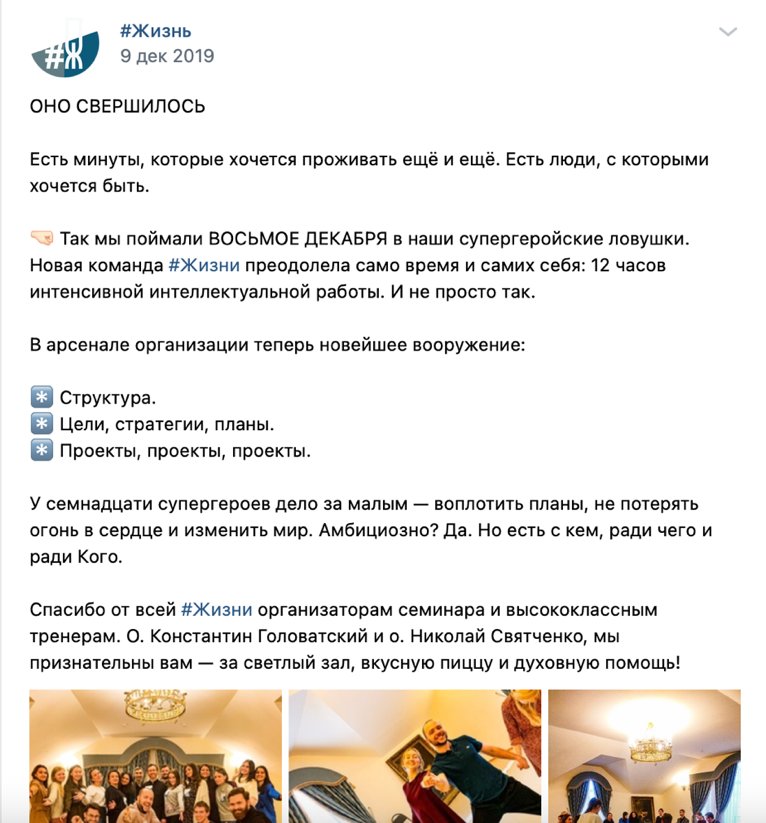 #Ж
#Жизнь
9 дек 2019
ОНО СВЕРШИЛОСЬ
Есть минуты, которые хочется проживать ещё и ещё. Есть люди, с которыми
хочется быть.
🤜🏻 Так мы поймали ВОСЬМОЕ ДЕКАБРЯ в наши супергеройские ловушки.
Новая команда #Жизни преодолела само время и самих себя: 12 часов
интенсивной интеллектуальной работы. И не просто так.
В арсенале организации теперь новейшее вооружение:
*️⃣ Структура.
*️⃣ Цели, стратегии, планы.
*️⃣ Проекты, проекты, проекты.
У семнадцати супергероев дело за малым — воплотить планы, не потерять
огонь в сердце и изменить мир. Амбициозно? Да. Но есть с кем, ради чего и
ради Кого.
Спасибо от всей #Жизни организаторам семинара и высококлассным
тренерам. О. Константин Головатский и о. Николай Святченко, мы
признательны вам — за светлый зал, вкусную пиццу и духовную помощь!